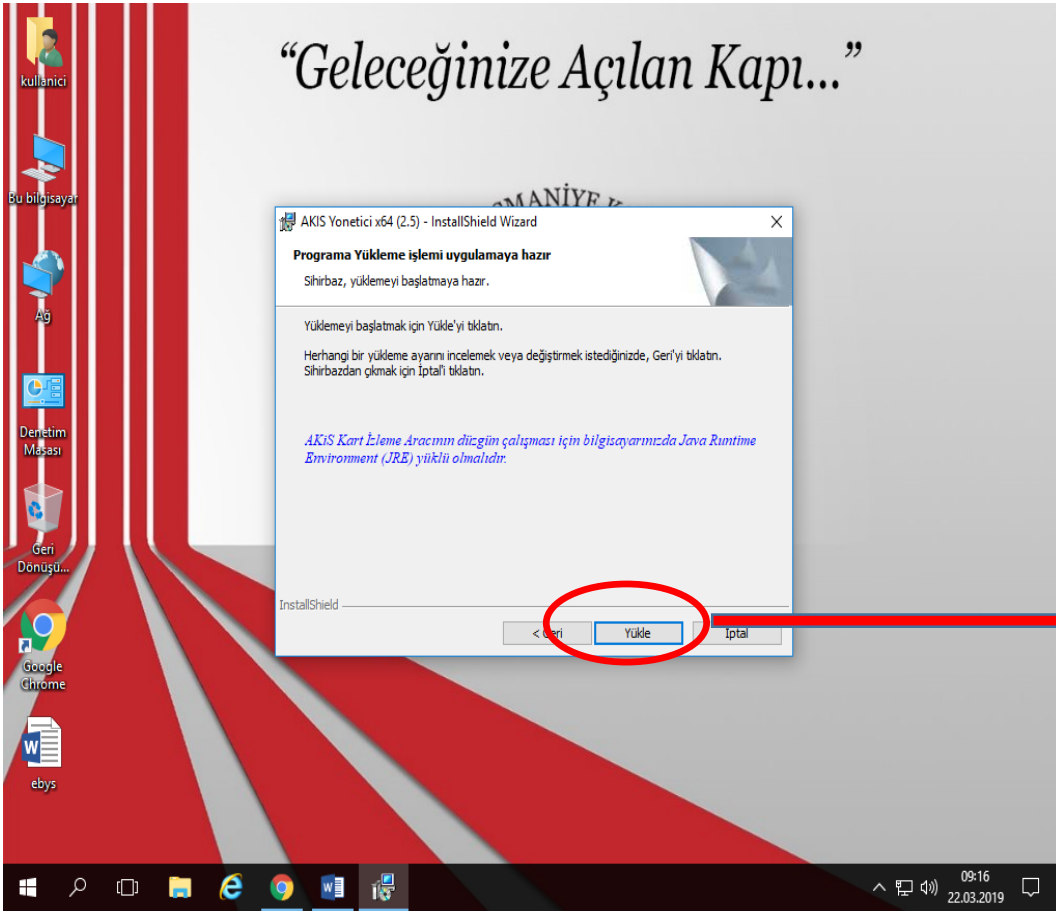 “Geleceğinize Açılan Kapı...”
kullanici
Bu bilgisayar
Ağ
Denetim
Masası
Geri
Dönüşü...
Google
Chrome
ebys
AKIS Yonetici x64 (2.5) - InstallShield Wizard
Programa Yükleme işlemi uygulamaya hazır
Sihirbaz, yüklemeyi başlatmaya hazır.
Yüklemeyi başlatmak için Yükle'yi tıklatın.
Herhangi bir yükleme ayarını incelemek veya değiştirmek istediğinizde, Geri'yi tıklatın.
Sihirbazdan çıkmak için İptal'i tıklatın.
AKiS Kart İzleme Aracının düzgün çalışması için bilgisayarınızda Java Runtime
Environment (JRE) yüklü olmalıdır.
InstallShield
< Geri Yükle İptal
09:16
22.03.2019